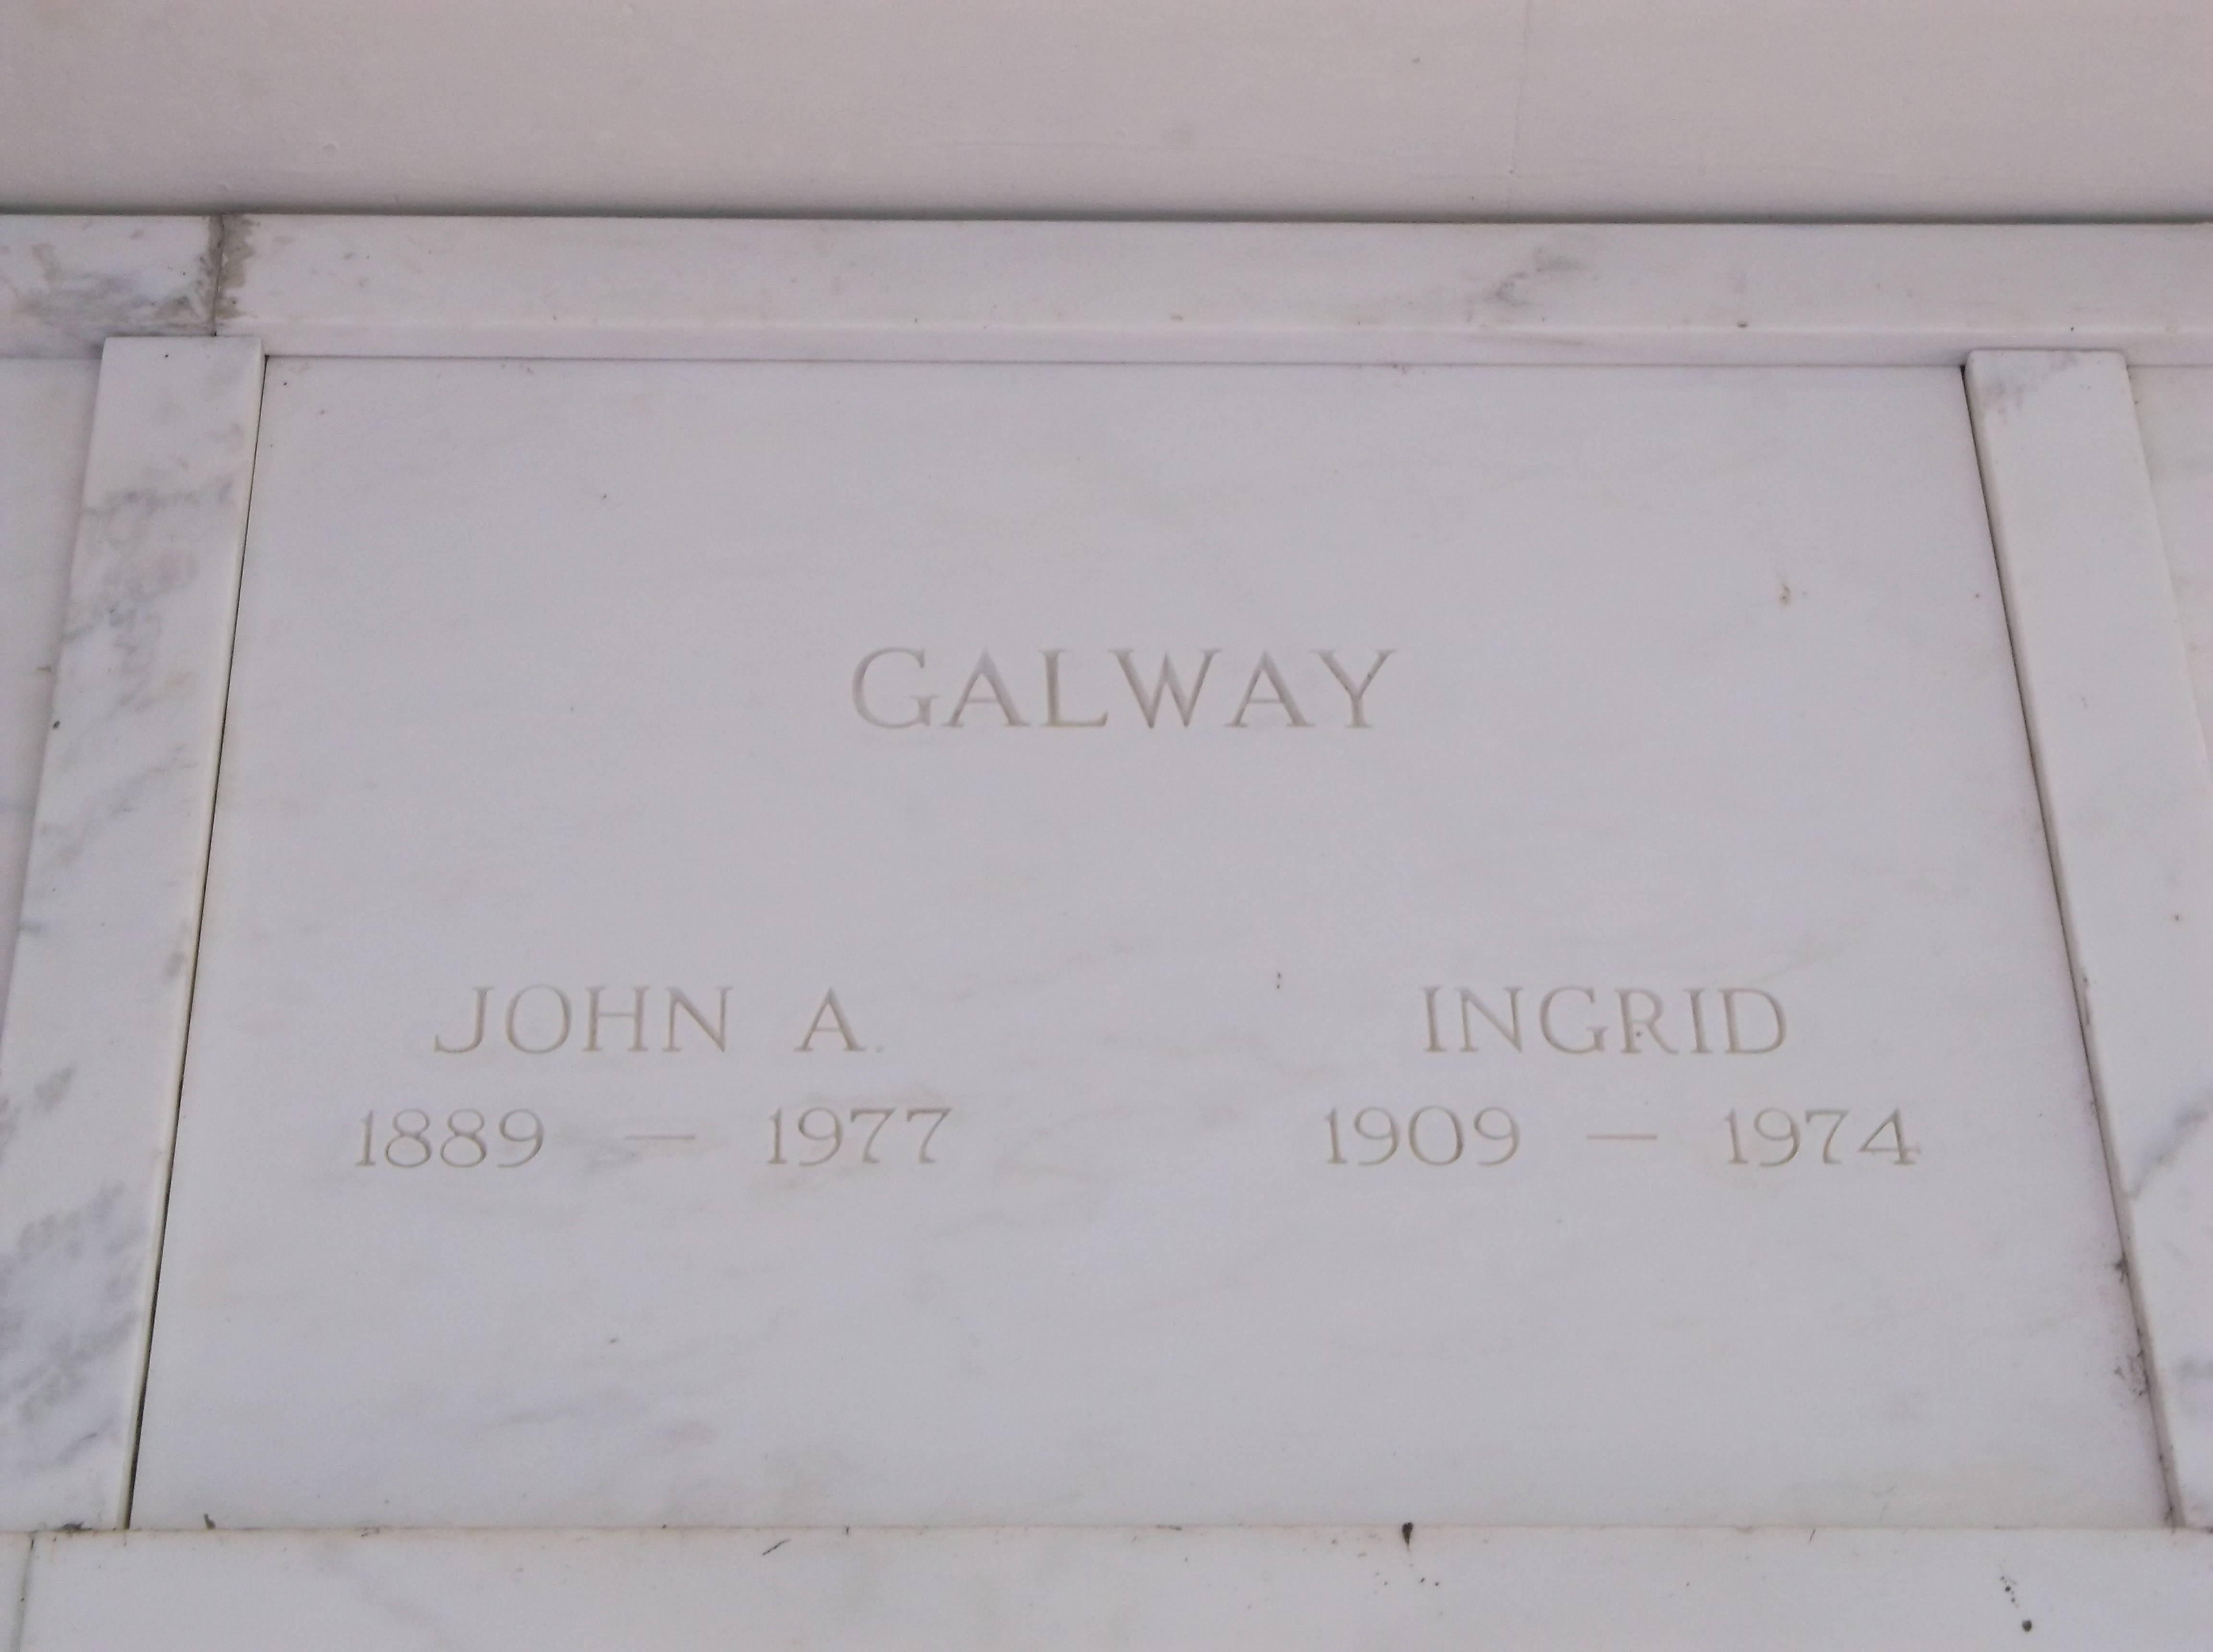 GALWAY
JOHN A. INGRID
1889 — 1977 1909 — 1974